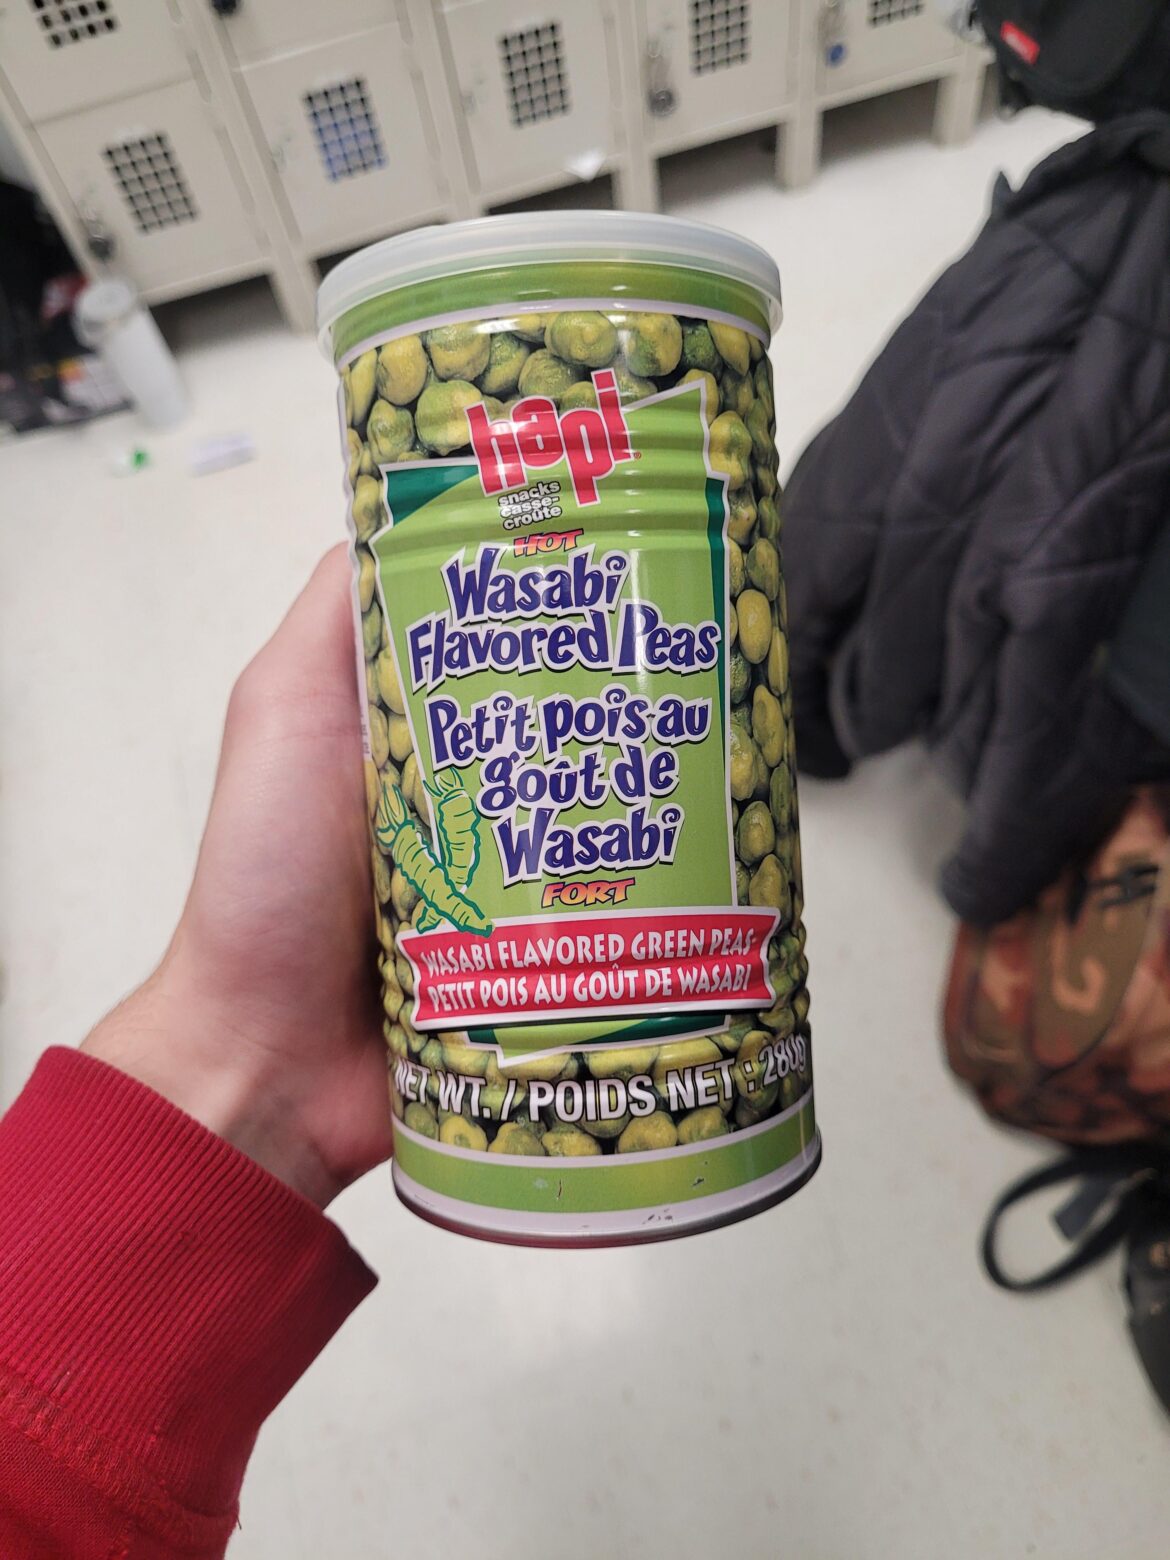 hapi
snacks
casse-
croûte
HOT
Wasabi
Flavored Peas
Petit pois au
goût de
Wasabi
FORT
WASABI FLAVORED GREEN PEAS
PETIT POIS AU GOÛT DE WASABI
NET WT. / POIDS NET : 280g